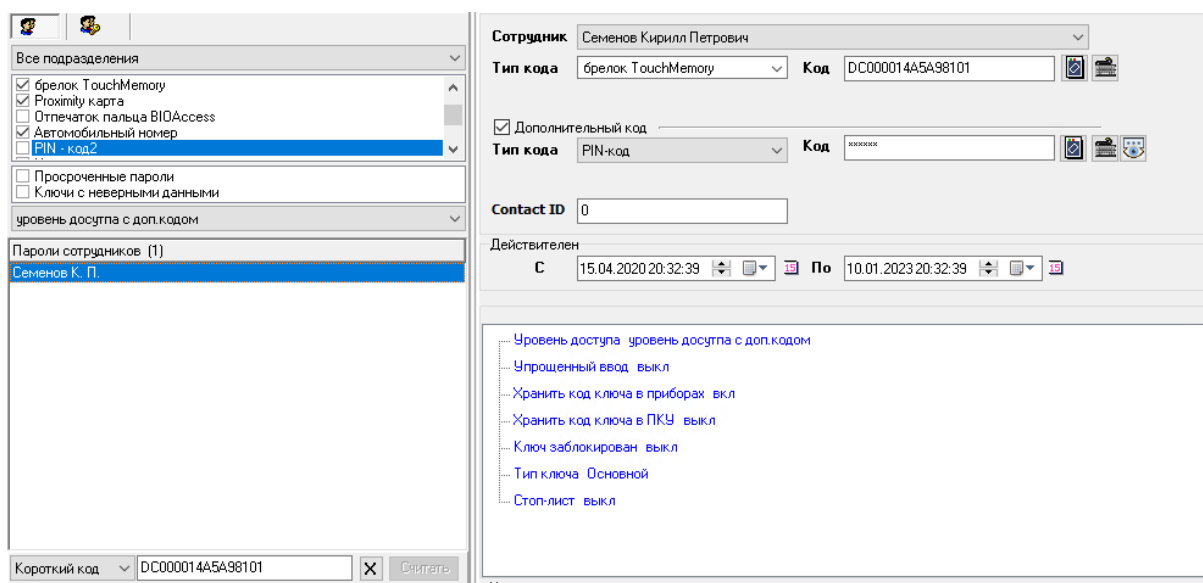 Все подразделения
брелок TouchMemory
Proximity карта
Отпечаток пальца BIOAccess
Автомобильный номер
PIN - код2
Просроченные пароли
Ключи с неверными данными
уровень досутпа с доп.кодом
Пароли сотрудников (1)
Семенов К. П.
Короткий код DC000014A5A98101 X Считать
Сотрудник Семенов Кирилл Петрович
Тип кода брелок TouchMemory Код DC000014A5A98101
Дополнительный код
Тип кода PIN-код Код ******
Contact ID 0
Действителен
С 15.04.2020 20:32:39 15 По 10.01.2023 20:32:39 15
Уровень доступа уровень досутпа с доп.кодом
Упрощенный ввод выкл
Хранить код ключа в приборах вкл
Хранить код ключа в ПКУ выкл
Ключ заблокирован выкл
Тип ключа Основной
Стоп-лист выкл